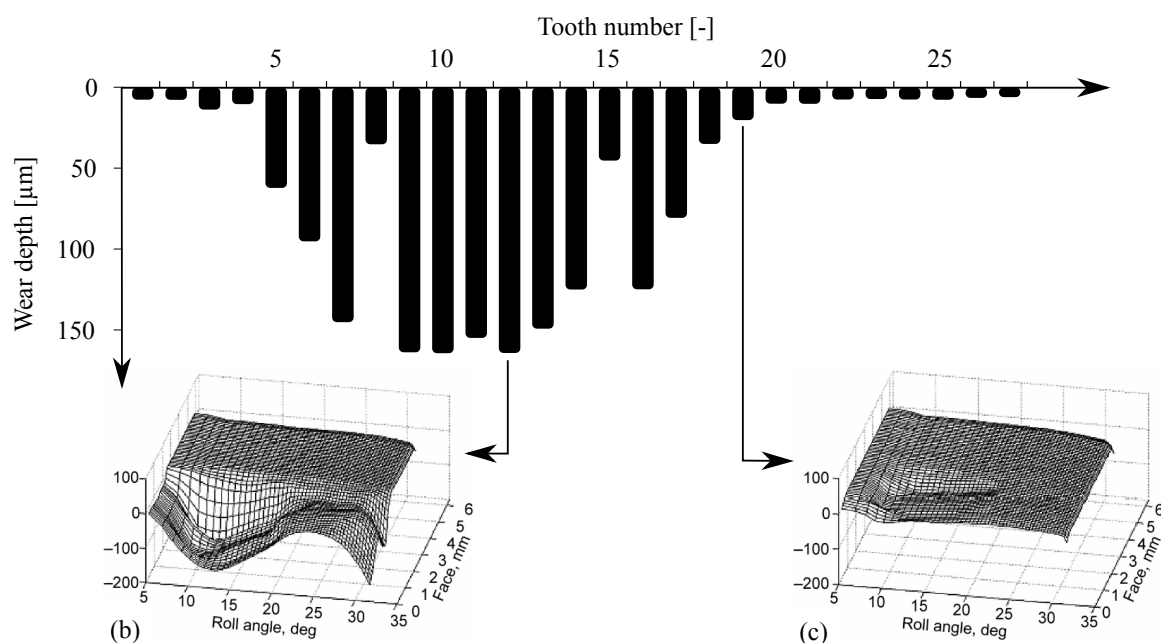 Tooth number [-]
5 10 15 20 25
0
50
100
150
Wear depth [µm]
100
0
−100
−200
5 10 15 20 25 30 35
Roll angle, deg
0 1 2 3 4 5 6
Face, mm
(b)
100
0
−100
−200
5 10 15 20 25 30 35
Roll angle, deg
0 1 2 3 4 5 6
Face, mm
(c)